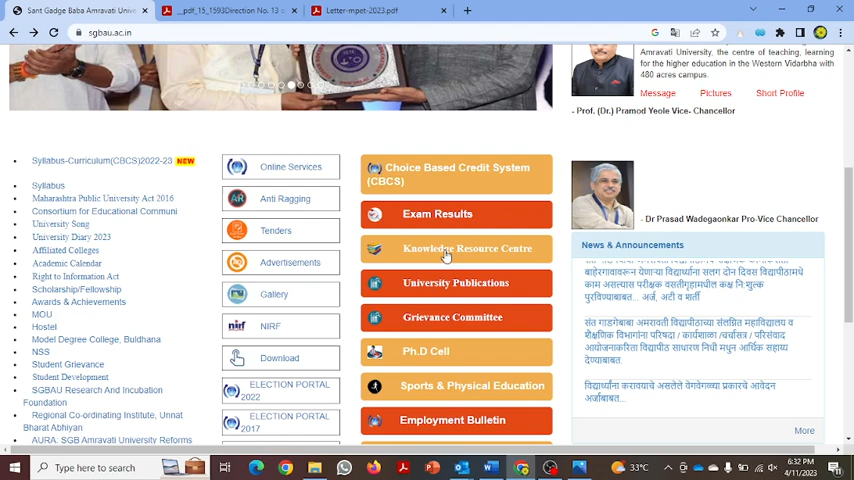 Sant Gadge Baba Amravati Unive
_pdf_15_1593Direction No. 13 o
Letter-mpet-2023.pdf
sgbau.ac.in
Amravati University, the centre of teaching, learning
for the higher education in the Western Vidarbha with
480 acres campus.
Message Pictures Short Profile
- Prof. (Dr.) Pramod Yeole Vice- Chancellor
- Dr Prasad Wadegaonkar Pro-Vice Chancellor
Syllabus-Curriculum(CBCS)2022-23 NEW
Syllabus
Maharashtra Public University Act 2016
Consortium for Educational Communi
University Song
University Diary 2023
Affiliated Colleges
Academic Calendar
Right to Information Act
Scholarship/Fellowship
Awards & Achievements
MOU
Hostel
Model Degree College, Buldhana
NSS
Student Grievance
Student Development
SGBAU Research And Incubation
Foundation
Regional Co-ordinating Institute, Unnat
Bharat Abhiyan
AURA: SGB Amravati University Reforms
Online Services
AR Anti Ragging
Tenders
Advertisements
Gallery
nirf NIRF
Download
ELECTION PORTAL
2022
ELECTION PORTAL
2017
Choice Based Credit System
(CBCS)
Exam Results
Knowledge Resource Centre
University Publications
Grievance Committee
Ph.D Cell
Sports & Physical Education
Employment Bulletin
News & Announcements
बाहेरगावावरून येणाऱ्या विद्यार्थ्यांना सलग दोन दिवस विद्यापीठामध्ये
काम असल्यास परीक्षक वसतीगृहामधील कक्ष नि:शुल्क
पुरविण्याबाबत... अर्ज, अटी व शर्ती
संत गाडगेबाबा अमरावती विद्यापीठाच्या संलग्नित महाविद्यालय व
शैक्षणिक विभागांना परिषदा / कार्यशाळा /चर्चासत्र / परिसंवाद
आयोजनाकरिता विद्यापीठ साधारण निधी मधून आर्थिक सहाय्य
देण्याबाबत.
विद्यार्थ्यांना करावयाचे असलेले वेगवेगळ्या प्रकारचे आवेदन
अर्जाबाबत...
More
Type here to search
33°C
6:32 PM
4/11/2023